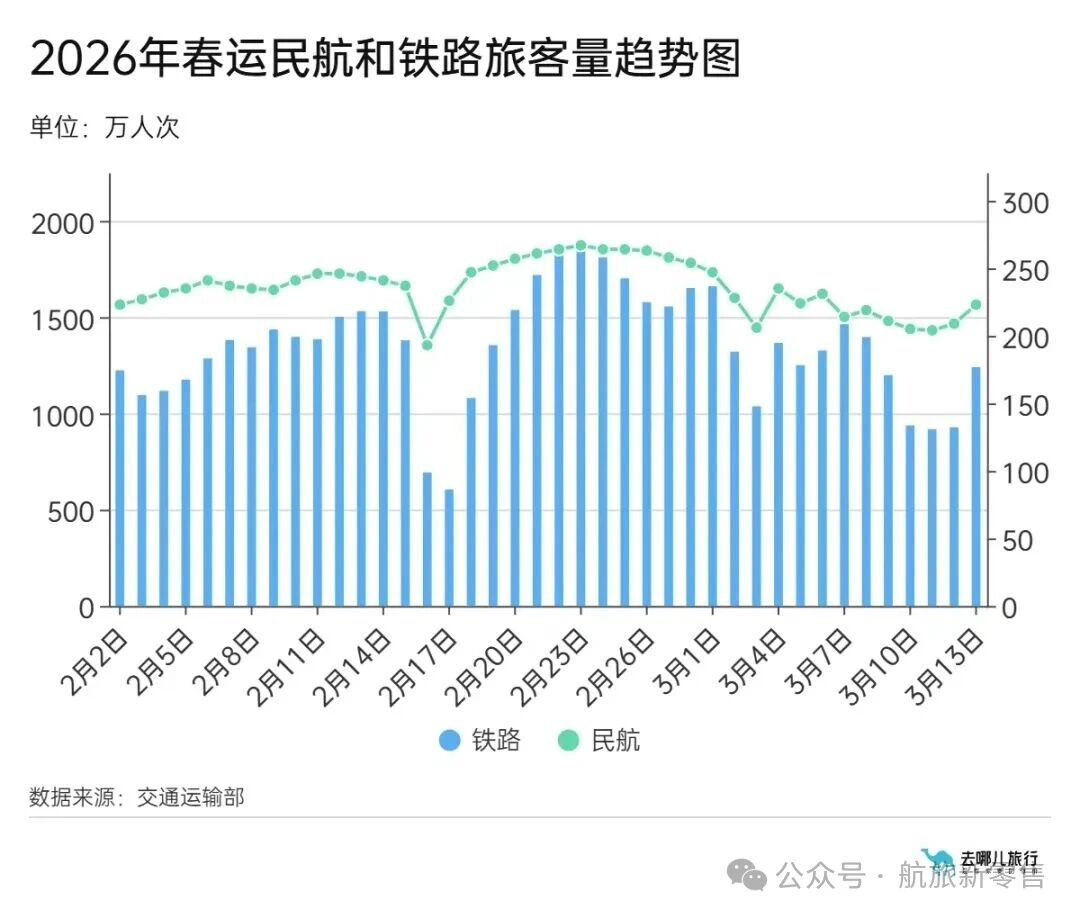 2026年春运民航和铁路旅客量趋势图
单位：万人次
2000
1500
1000
500
0
300
250
200
150
100
50
0
2月2日
2月5日
2月8日
2月11日
2月14日
2月17日
2月20日
2月23日
2月26日
3月1日
3月4日
3月7日
3月10日
3月13日
铁路 民航
数据来源：交通运输部
去哪儿旅行
公众号 · 航旅新零售